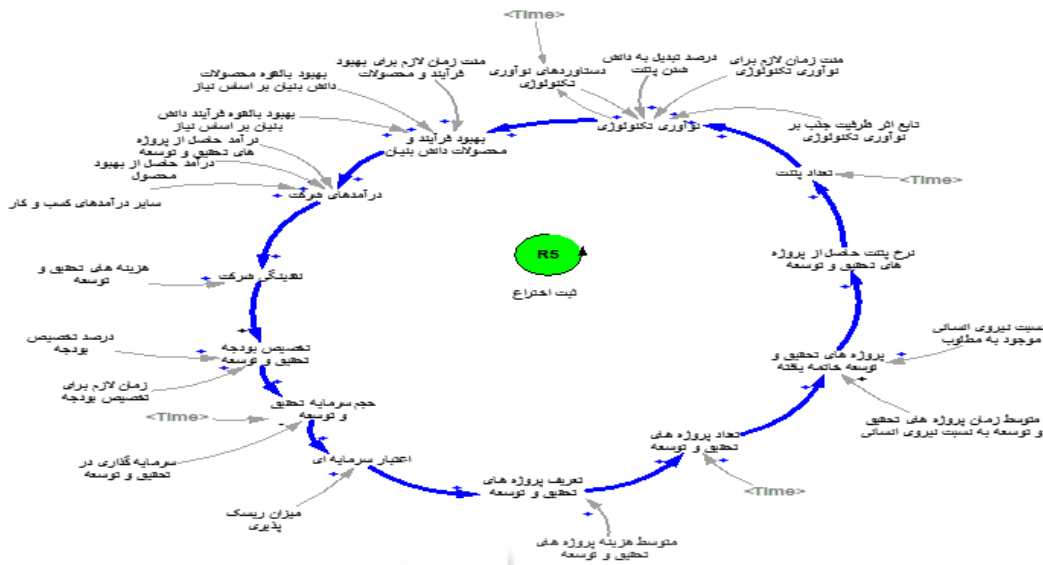 <Time>
مدت زمان لازم برای
نوآوری تکنولوژی
درصد تبدیل به دانش
شدن پتنت
دستاوردهای نوآوری
تکنولوژی
مدت زمان لازم برای بهبود
فرآیند و محصولات
بهبود بالقوه محصولات
دانش بنیان بر اساس نیاز
بهبود بالقوه فرآیند دانش
بنیان بر اساس نیاز
تابع اثر ظرفیت جذب بر
نوآوری تکنولوژی
نوآوری تکنولوژی
بهبود فرآیند و
محصولات دانش بنیان
درآمد حاصل از پروژه
های تحقیق و توسعه
درآمد حاصل از بهبود
محصول
سایر درآمدهای کسب و کار
درآمدهای شرکت
تعداد پتنت
<Time>
نرخ پتنت حاصل از پروژه
های تحقیق و توسعه
R5
ثبت اختراع
هزینه های تحقیق و
توسعه
نقدینگی شرکت
نسبت نیروی انسانی
موجود به مطلوب
پروژه های تحقیق و
توسعه خاتمه یافته
درصد تخصیص
بودجه
تخصیص بودجه
تحقیق و توسعه
زمان لازم برای
تخصیص بودجه
متوسط زمان پروژه های تحقیق
و توسعه به نسبت نیروی انسانی
حجم سرمایه تحقیق
و توسعه
<Time>
تعداد پروژه های
تحقیق و توسعه
سرمایه گذاری در
تحقیق و توسعه
اعتبار سرمایه ای
تعریف پروژه های
تحقیق و توسعه
<Time>
میزان ریسک
پذیری
متوسط هزینه پروژه های
تحقیق و توسعه